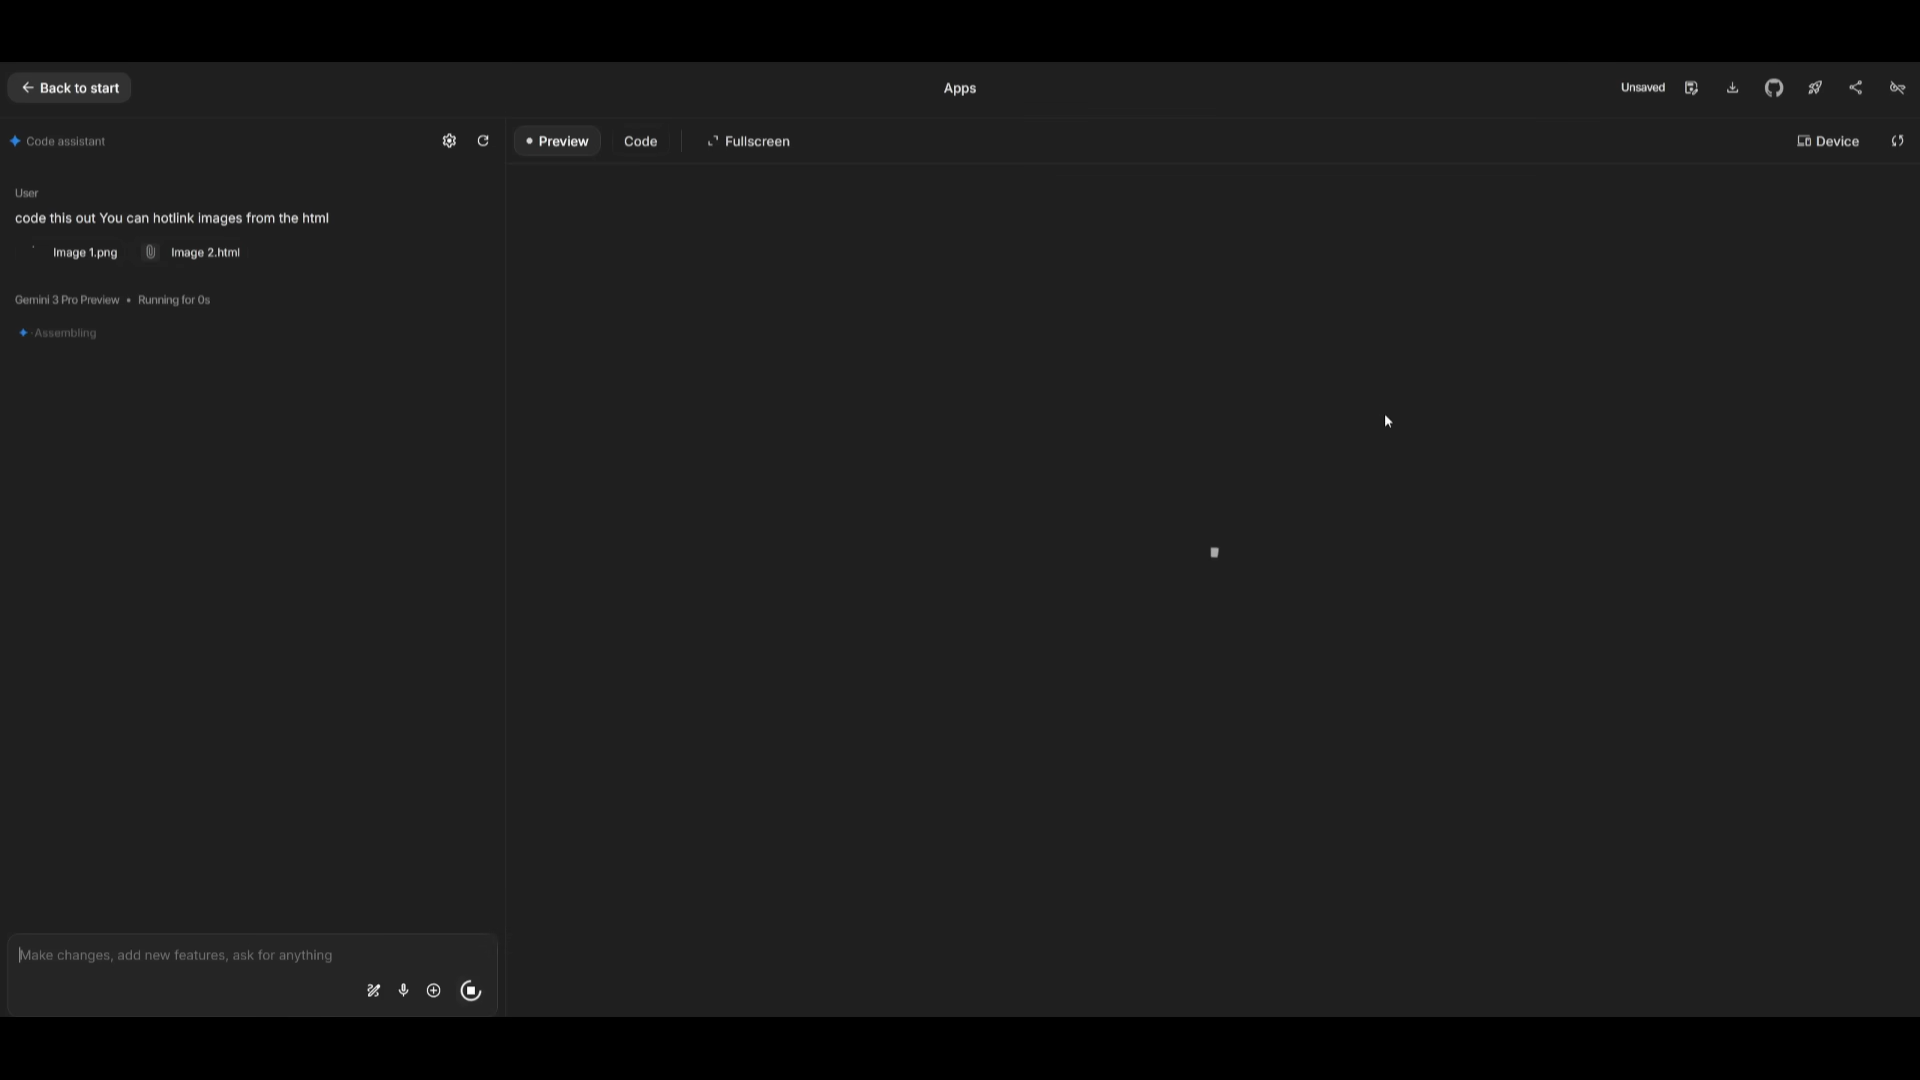 Back to start
Apps
Unsaved
Code assistant
Preview
Code
Fullscreen
Device
User
code this out You can hotlink images from the html
Image 1.png
Image 2.html
Gemini 3 Pro Preview • Running for 0s
Assembling
Make changes, add new features, ask for anything